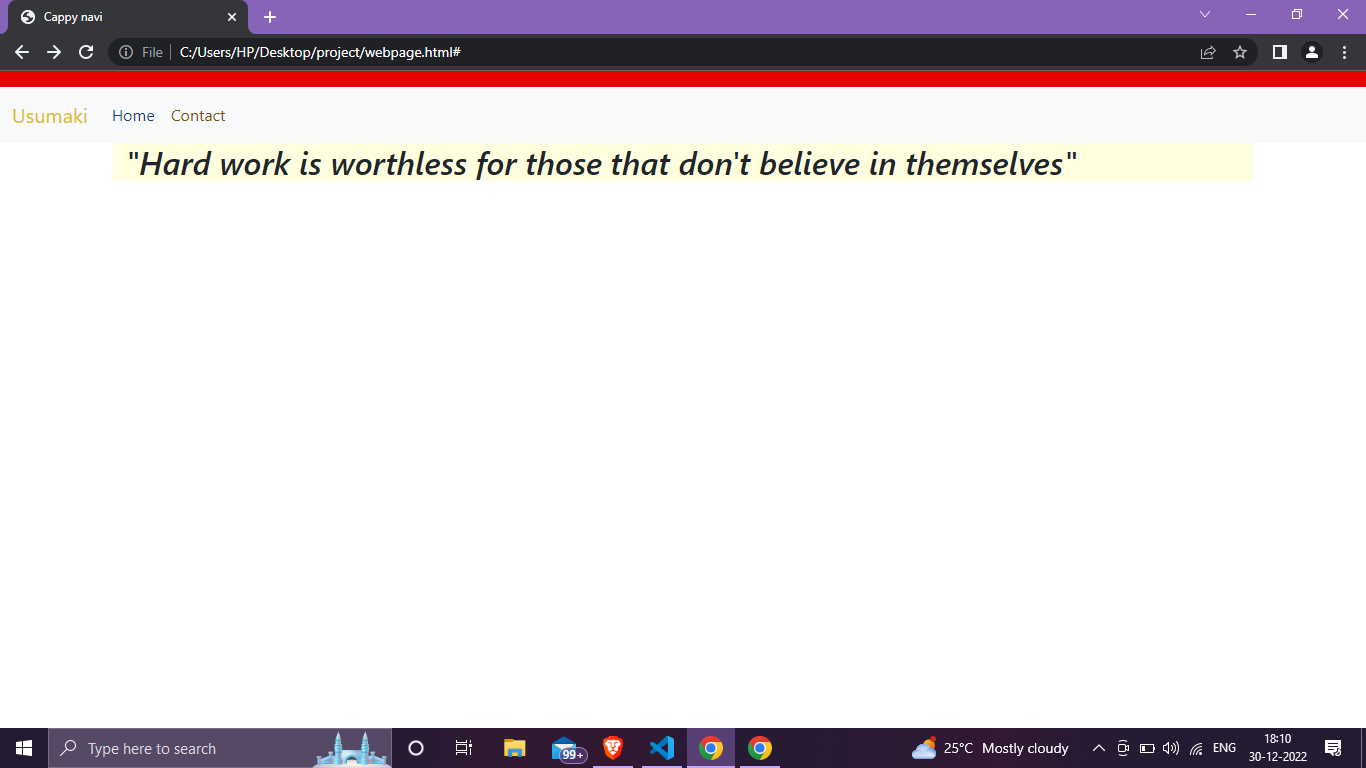 Cappy navi
File C:/Users/HP/Desktop/project/webpage.html#
Usumaki Home Contact
"Hard work is worthless for those that don't believe in themselves"
Type here to search
99+
25°C Mostly cloudy
ENG
18:10
30-12-2022